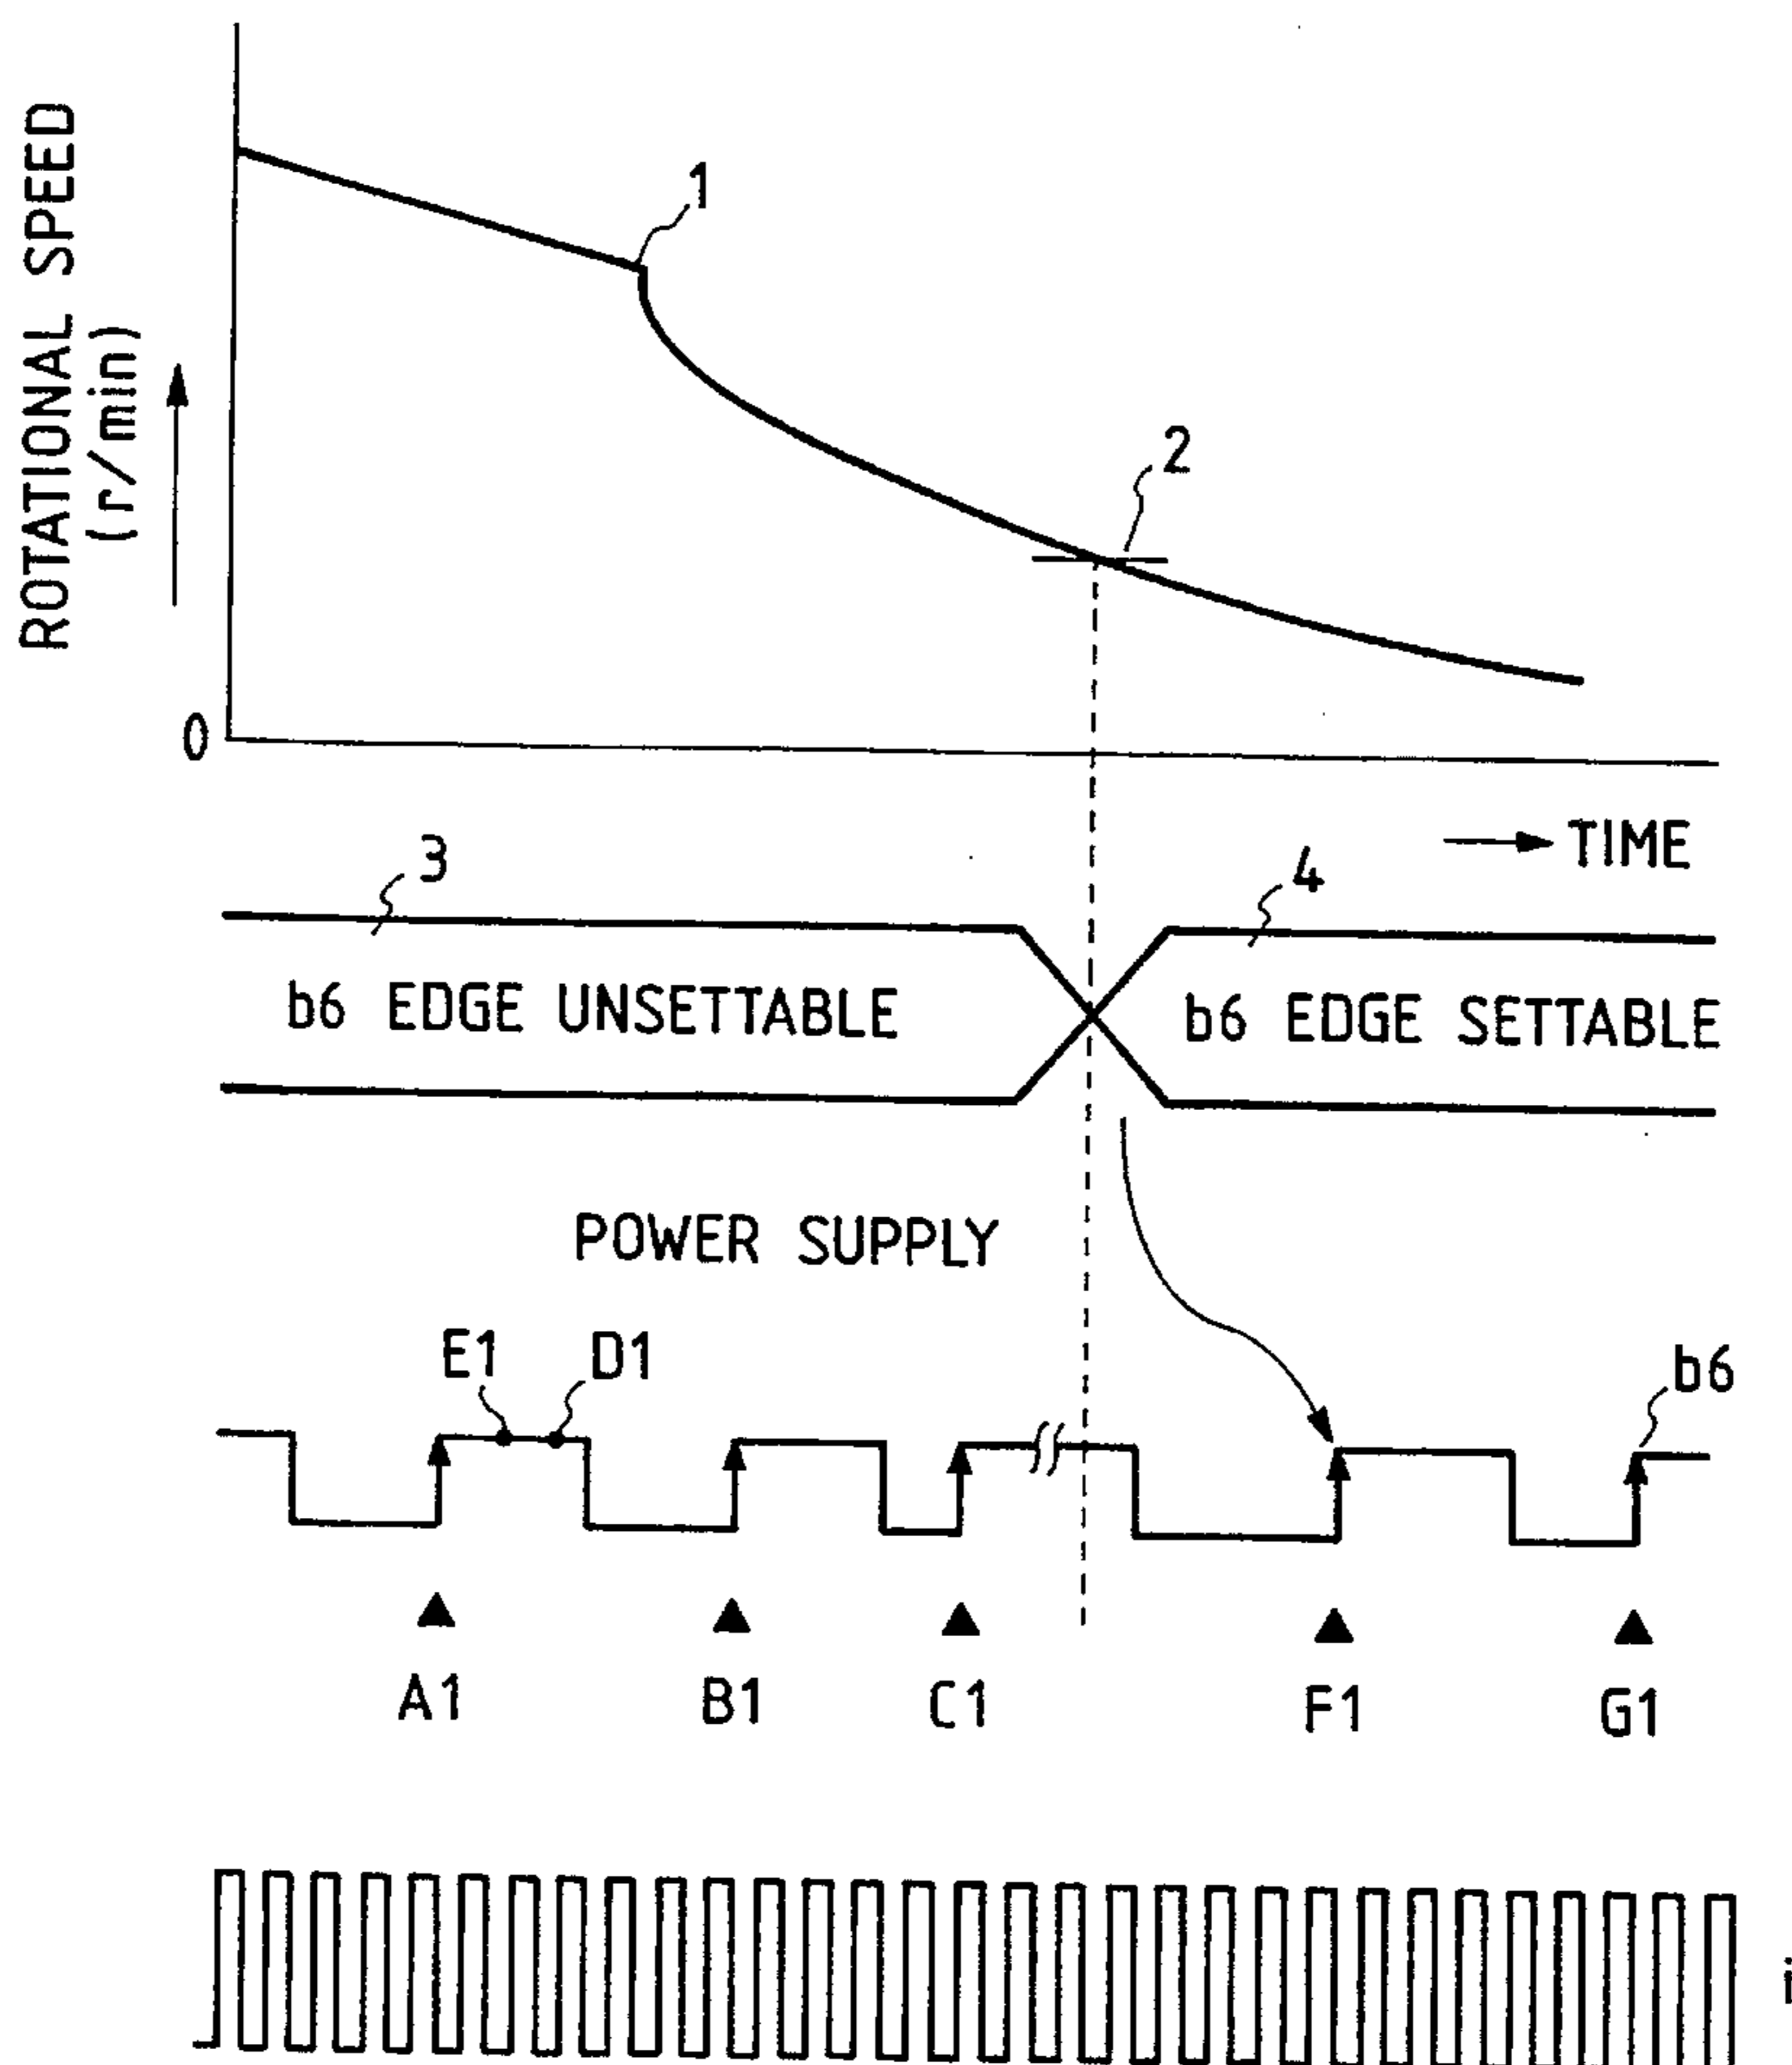 ROTATIONAL SPEED
(r/min)
1
2
0
TIME
3
4
b6 EDGE UNSETTABLE
b6 EDGE SETTABLE
POWER SUPPLY
E1
D1
b6
A1
B1
C1
F1
G1
i